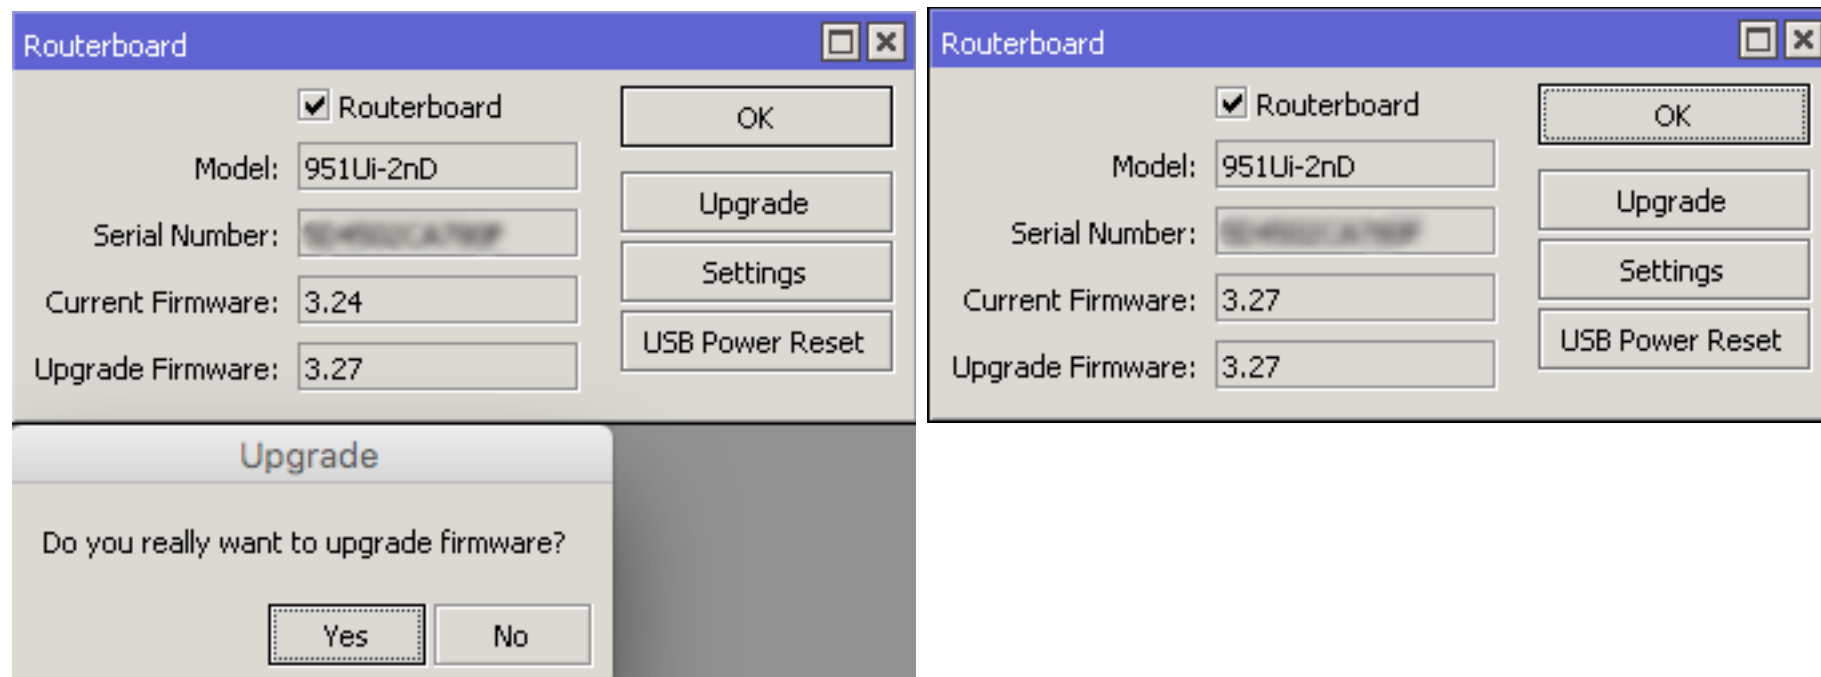 Routerboard
Routerboard
OK
Model: 951Ui-2nD
Upgrade
Serial Number:
Settings
Current Firmware: 3.24
USB Power Reset
Upgrade Firmware: 3.27
Upgrade
Do you really want to upgrade firmware?
Yes No
Routerboard
Routerboard
OK
Model: 951Ui-2nD
Upgrade
Serial Number:
Settings
Current Firmware: 3.27
USB Power Reset
Upgrade Firmware: 3.27